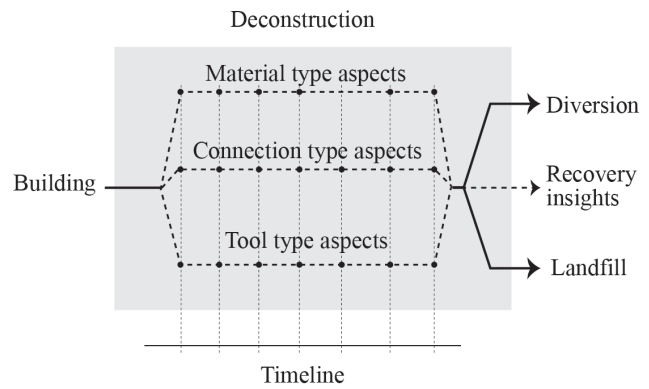 Deconstruction
Material type aspects
Diversion
Connection type aspects
Building
Recovery
insights
Tool type aspects
Landfill
Timeline